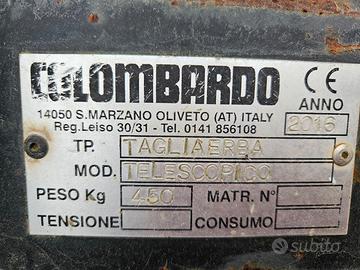 COLOMBARDO CE
14050 S.MARZANO OLIVETO (AT) ITALY ANNO
Reg.Leiso 30/31 - Tel. 0141 856108 2016
TP. TAGLIAERBA
MOD. TELESCOPICO
PESO Kg 450 MATR. N°
TENSIONE CONSUMO
subito